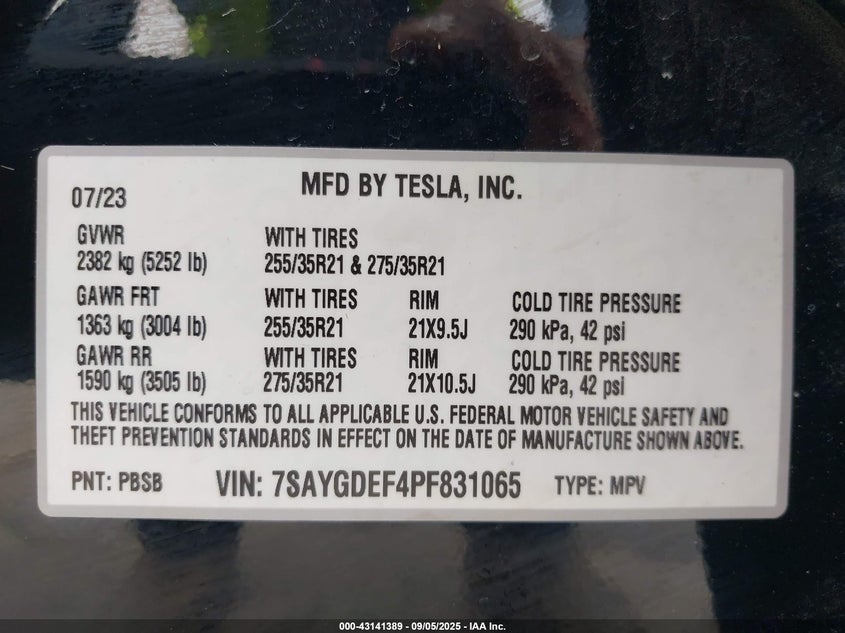 07/23 MFD BY TESLA, INC.
GVWR WITH TIRES
2382 kg (5252 lb) 255/35R21 & 275/35R21
GAWR FRT WITH TIRES RIM COLD TIRE PRESSURE
1363 kg (3004 lb) 255/35R21 21X9.5J 290 kPa, 42 psi
GAWR RR WITH TIRES RIM COLD TIRE PRESSURE
1590 kg (3505 lb) 275/35R21 21X10.5J 290 kPa, 42 psi
THIS VEHICLE CONFORMS TO ALL APPLICABLE U.S. FEDERAL MOTOR VEHICLE SAFETY AND
THEFT PREVENTION STANDARDS IN EFFECT ON THE DATE OF MANUFACTURE SHOWN ABOVE.
PNT: PBSB VIN: 7SAYGDEF4PF831065 TYPE: MPV
000-43141389 - 09/05/2025 - IAA Inc.